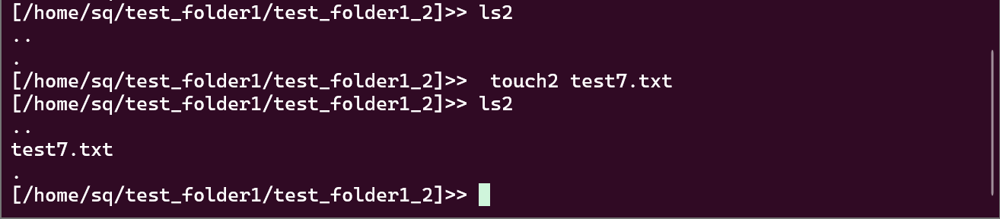 [/home/sq/test_folder1/test_folder1_2]>> ls2
..
.
[/home/sq/test_folder1/test_folder1_2]>>  touch2 test7.txt
[/home/sq/test_folder1/test_folder1_2]>> ls2
..
test7.txt
.
[/home/sq/test_folder1/test_folder1_2]>>